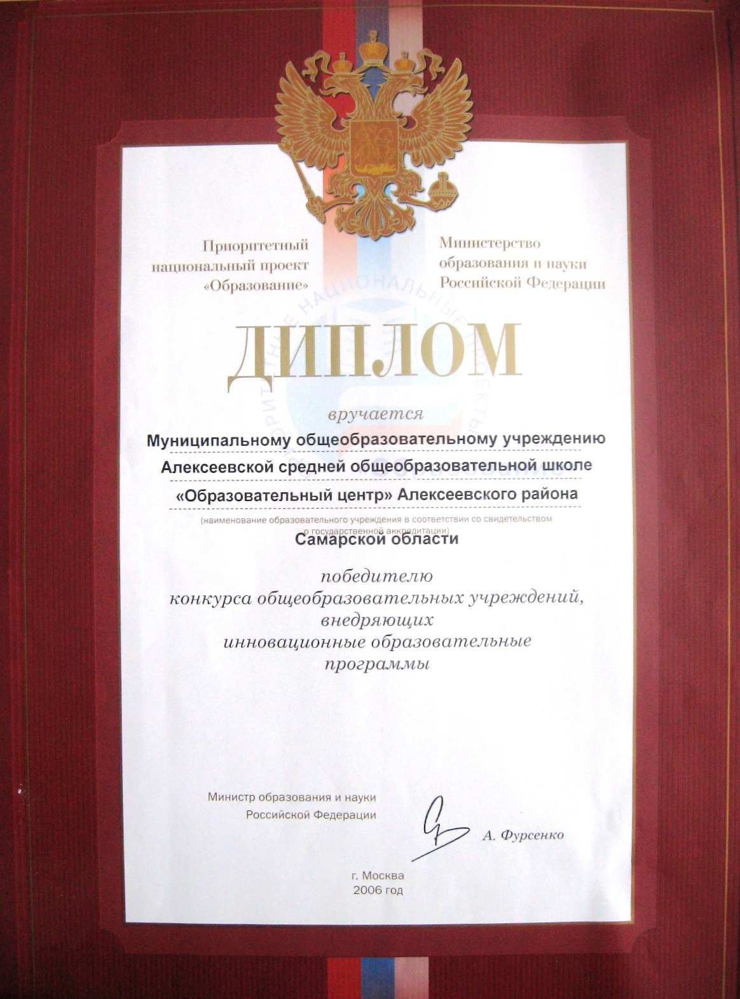 Приоритетный
национальный проект
«Образование»
Министерство
образования и науки
Российской Федерации
ДИПЛОМ
вручается
Муниципальному общеобразовательному учреждению
Алексеевской средней общеобразовательной школе
«Образовательный центр» Алексеевского района
(наименование образовательного учреждения в соответствии со свидетельством
о государственной аккредитации)
Самарской области
победителю
конкурса общеобразовательных учреждений,
внедряющих
инновационные образовательные
программы
Министр образования и науки
Российской Федерации
А. Фурсенко
г. Москва
2006 год